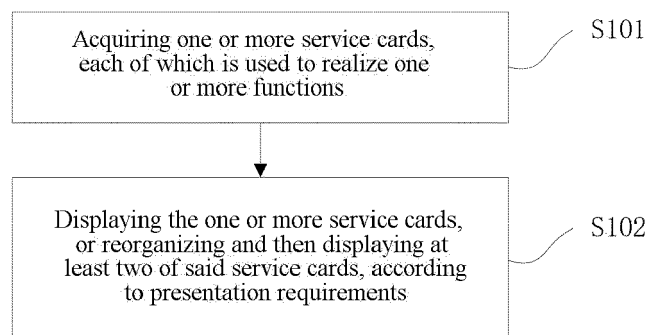 Acquiring one or more service cards,
each of which is used to realize one
or more functions
S101
Displaying the one or more service cards,
or reorganizing and then displaying at
least two of said service cards, according
to presentation requirements
S102